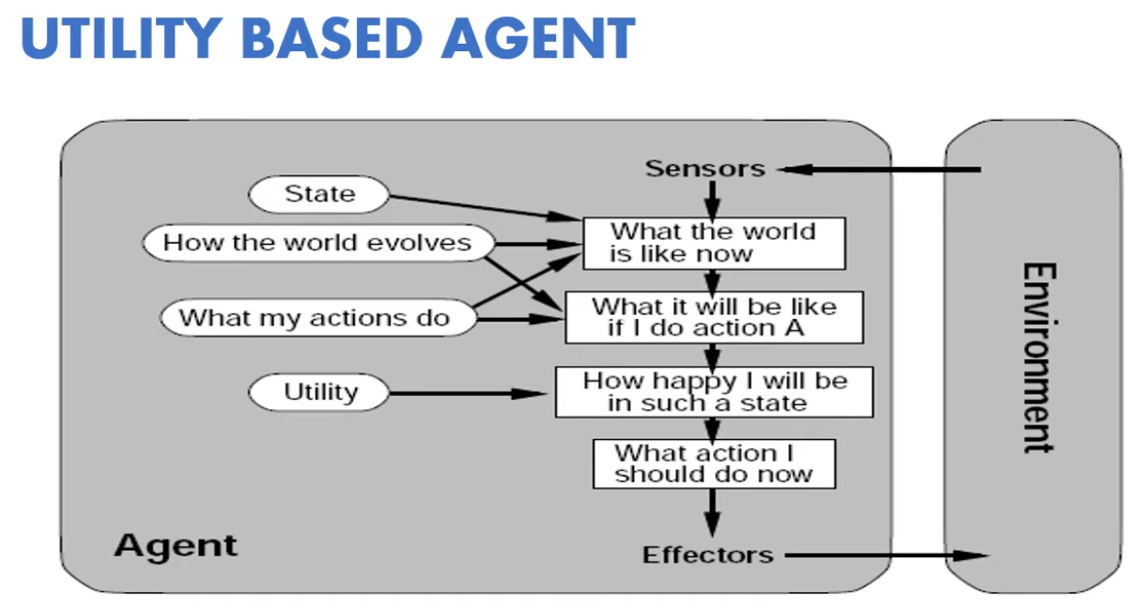 UTILITY BASED AGENT
Sensors
State
What the world
is like now
How the world evolves
What it will be like
if I do action A
What my actions do
How happy I will be
in such a state
Utility
What action I
should do now
Agent
Effectors
Environment